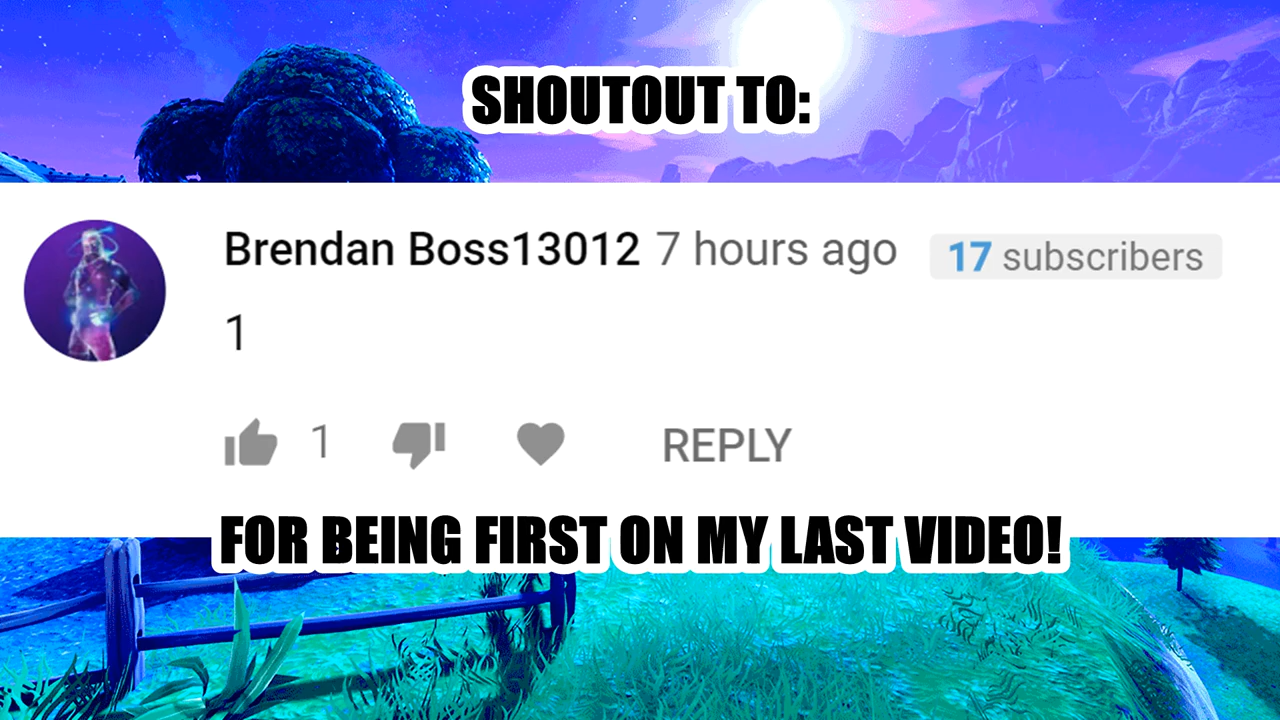 SHOUTOUT TO:
Brendan Boss13012 7 hours ago 17 subscribers
1
1 REPLY
FOR BEING FIRST ON MY LAST VIDEO!